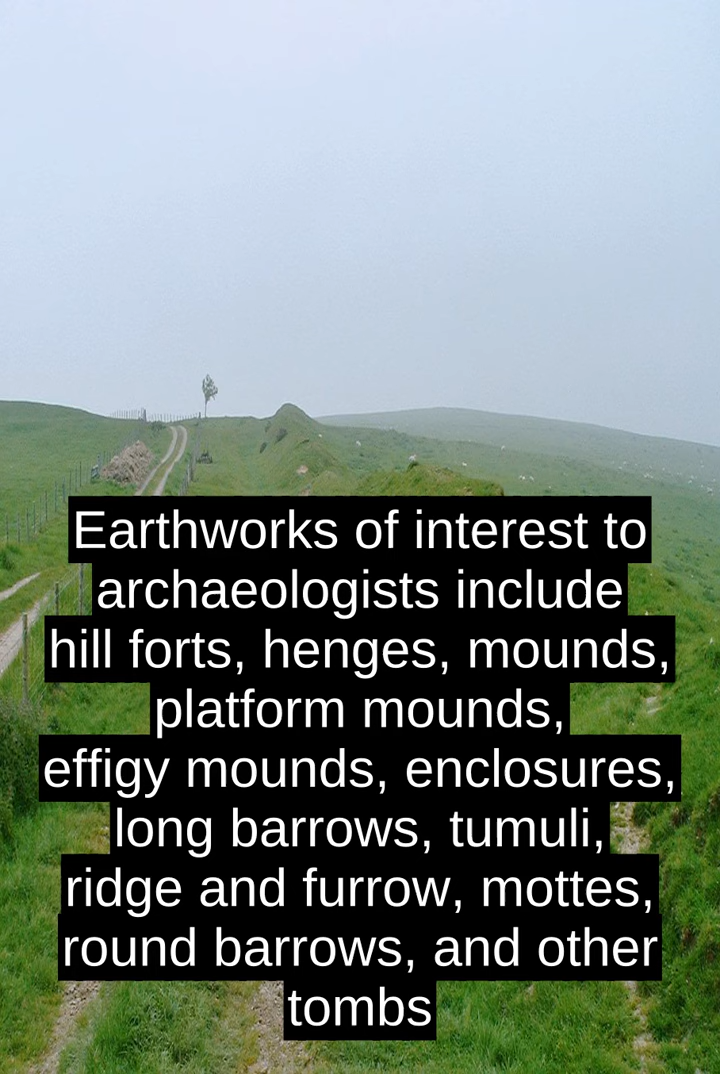 Earthworks of interest to
archaeologists include
hill forts, henges, mounds,
platform mounds,
effigy mounds, enclosures,
long barrows, tumuli,
ridge and furrow, mottes,
round barrows, and other
tombs